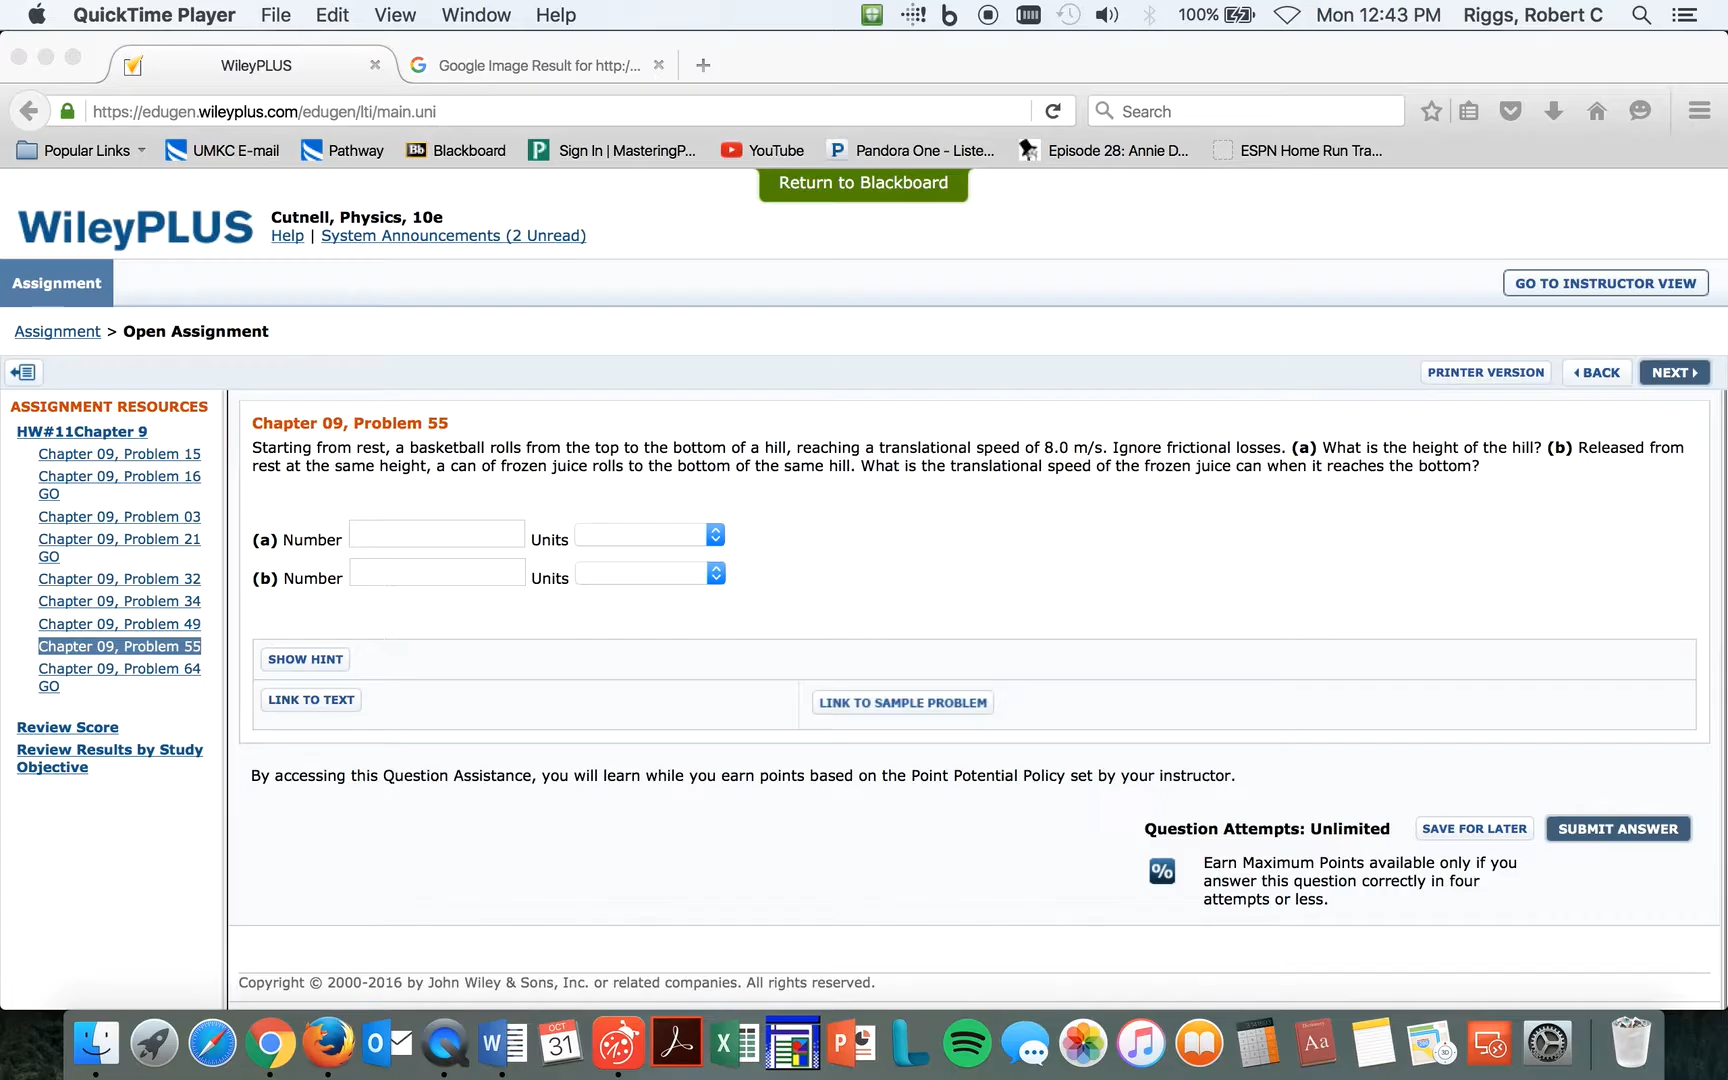 QuickTime Player File Edit View Window Help 100% Mon 12:43 PM Riggs, Robert C
WileyPLUS Google Image Result for http:/...
https://edugen.wileyplus.com/edugen/lti/main.uni Search
Popular Links UMKC E-mail Pathway Bb Blackboard P Sign In | MasteringP... YouTube P Pandora One - Liste... Episode 28: Annie D... ESPN Home Run Tra...
Return to Blackboard
WileyPLUS Cutnell, Physics, 10e
Help | System Announcements (2 Unread)
Assignment GO TO INSTRUCTOR VIEW
Assignment > Open Assignment
PRINTER VERSION BACK NEXT
ASSIGNMENT RESOURCES
HW#11Chapter 9
Chapter 09, Problem 15
Chapter 09, Problem 16
GO
Chapter 09, Problem 03
Chapter 09, Problem 21
GO
Chapter 09, Problem 32
Chapter 09, Problem 34
Chapter 09, Problem 49
Chapter 09, Problem 55
Chapter 09, Problem 64
GO
Review Score
Review Results by Study
Objective
Chapter 09, Problem 55
Starting from rest, a basketball rolls from the top to the bottom of a hill, reaching a translational speed of 8.0 m/s. Ignore frictional losses. (a) What is the height of the hill? (b) Released from
rest at the same height, a can of frozen juice rolls to the bottom of the same hill. What is the translational speed of the frozen juice can when it reaches the bottom?
(a) Number Units
(b) Number Units
SHOW HINT
LINK TO TEXT LINK TO SAMPLE PROBLEM
By accessing this Question Assistance, you will learn while you earn points based on the Point Potential Policy set by your instructor.
Question Attempts: Unlimited SAVE FOR LATER SUBMIT ANSWER
% Earn Maximum Points available only if you
answer this question correctly in four
attempts or less.
Copyright © 2000-2016 by John Wiley & Sons, Inc. or related companies. All rights reserved.
OCT
31
Aa